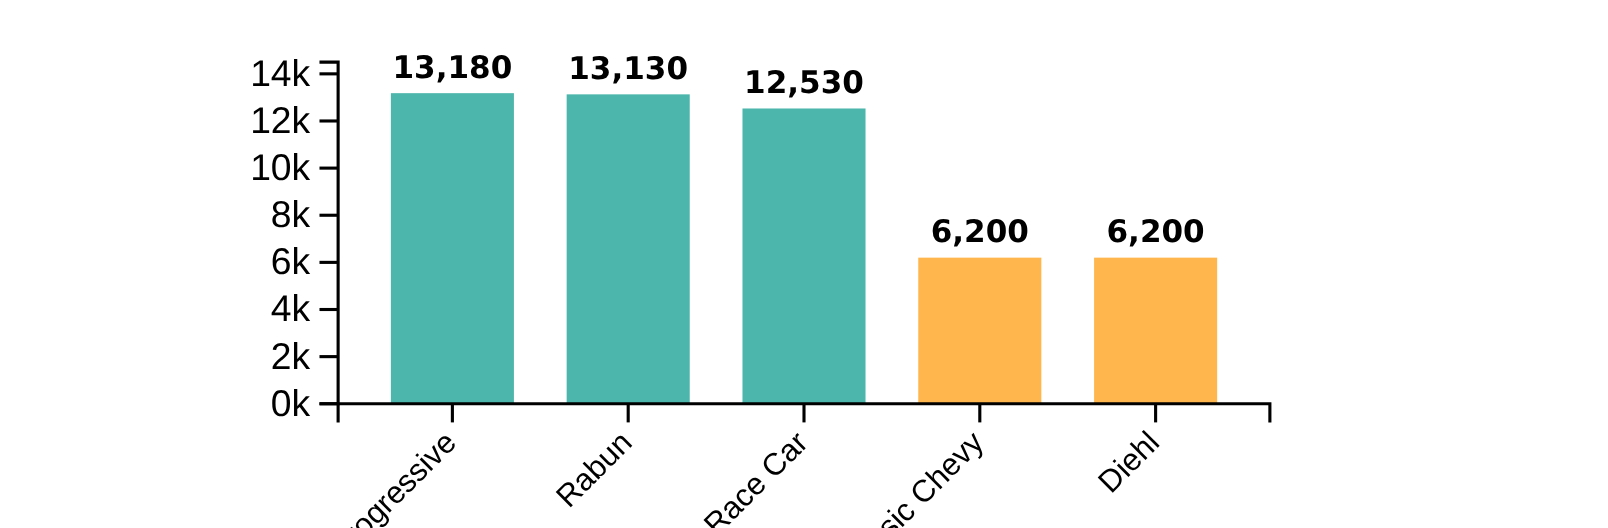 13,180 13,130 12,530
14k
12k
10k
8k
6,200 6,200
6k
4k
2k
0k
Rabun
Race Car
Chevy
Diehl